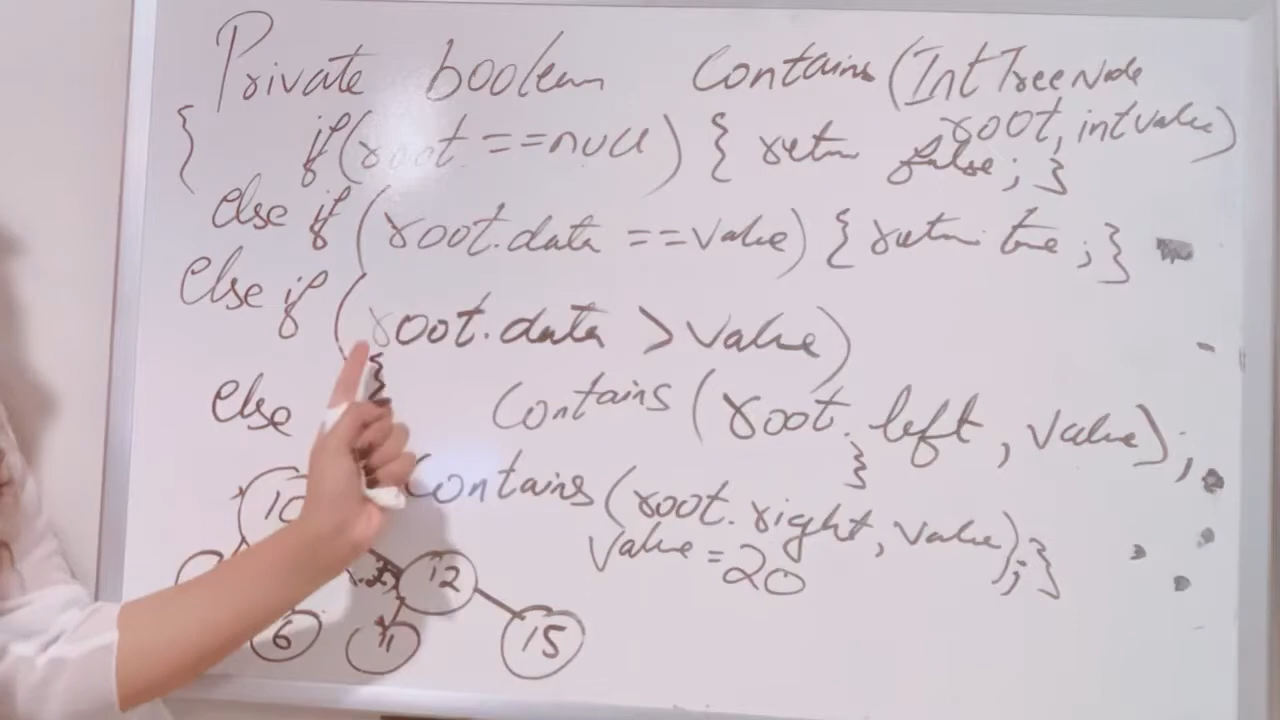 Private boolean Contains(IntTreeNode
root, int value)
{ if(root ==null) { return false; }
else if (root.data ==value) { return true; }
else if (root.data >value)
{
else Contains(root.left, value);
}
Contains(root.right, value); }
value =20
10
12
6
11
15